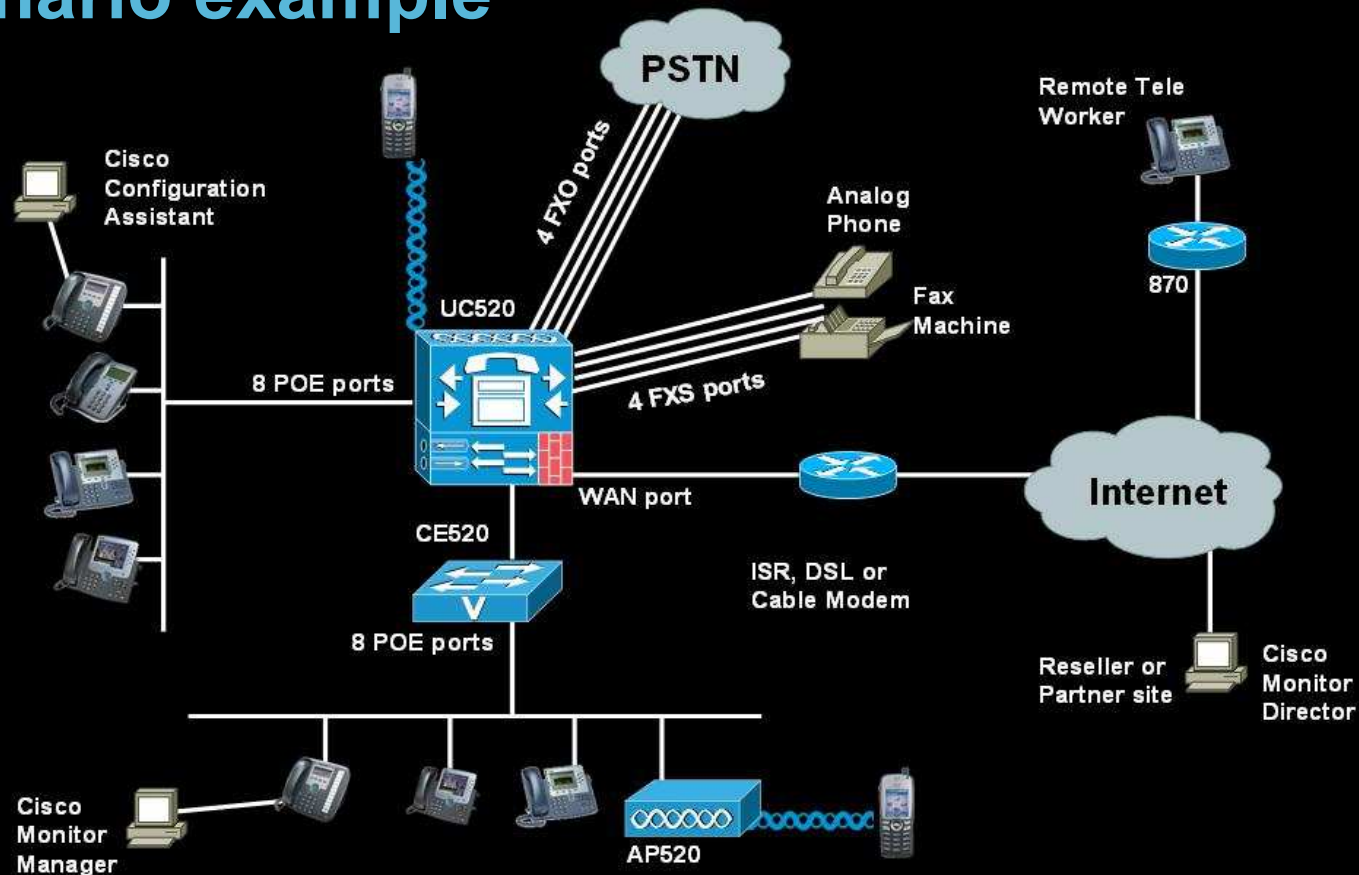 example
PSTN
Remote Tele
Worker
Cisco
Configuration
Assistant
4 FXO ports
Analog
Phone
870
UC520
Fax
Machine
8 POE ports
4 FXS ports
WAN port
Internet
CE520
V
ISR, DSL or
Cable Modem
8 POE ports
Reseller or
Partner site
Cisco
Monitor
Director
Cisco
Monitor
Manager
AP520